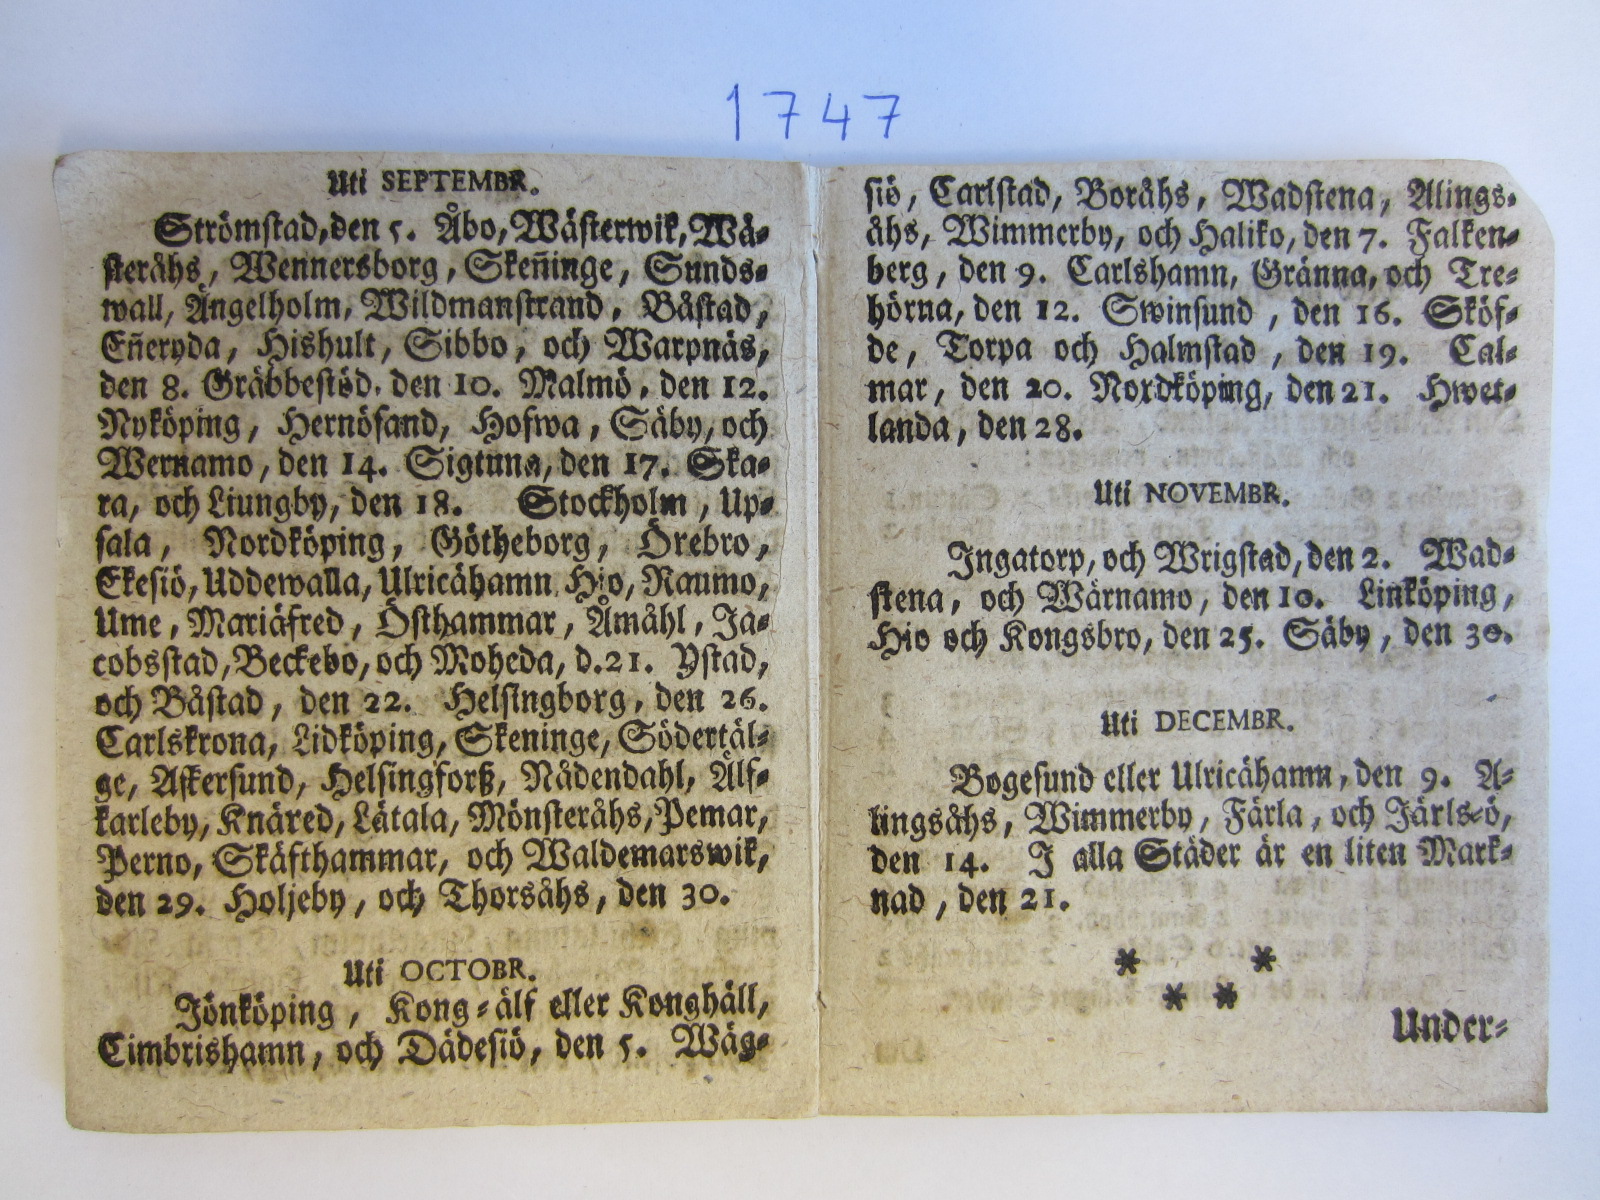 1747
Uti SEPTEMBR.
Strömstad, den 5. Åbo, Wästerwik, Wä-
steråhs, Wennersborg, Skeñinge, Sunds-
wall, Ängelholm, Wildmanstrand, Båstad,
Eñeryda, Hishult, Sibbo, och Warpnäs,
den 8. Gräbbestöd, den 10. Malmö, den 12.
Nyköping, Hernösand, Hofwa, Säby, och
Wernamo, den 14. Sigtuna, den 17. Ska-
ra, och Liungby, den 18. Stockholm, Up-
sala, Nordköping, Götheborg, Örebro,
Ekesiö, Uddewalla, Ulricähamn, Hio, Raumo,
Ume, Mariäfred, Östhammar, Åmåhl, Ja-
cobsstad, Beckebo, och Moheda, d. 21. Ystad,
och Båstad, den 22. Helsingborg, den 26.
Carlskrona, Lidköping, Skeninge, Södertäl-
ge, Askersund, Helsingforß, Nådendahl, Älf-
karleby, Knäred, Lätala, Mönsteråhs, Pemar,
Perno, Skäfthammar, och Waldemarswik,
den 29. Holjeby, och Thorsåhs, den 30.
Uti OCTOBR.
Jönköping, Kong-älf eller Konghäll,
Cimbrishamn, och Dädesiö, den 5. Wäg-
siö, Carlstad, Boråhs, Wadstena, Alings-
åhs, Wimmerby, och Haliko, den 7. Falken-
berg, den 9. Carlshamn, Gränna, och Tre-
hörna, den 12. Swinsund, den 16. Sköf-
de, Torpa och Halmstad, den 19. Cal-
mar, den 20. Nordköping, den 21. Hwet-
landa, den 28.
Uti NOVEMBR.
Ingatorp, och Wrigstad, den 2. Wad-
stena, och Wärnamo, den 10. Linköping,
Hio och Kongsbro, den 25. Säby, den 30.
Uti DECEMBR.
Bogesund eller Ulricähamn, den 9. A-
lingsåhs, Wimmerby, Färla, och Järls-ö,
den 14. I alla Städer är en liten Mark-
nad, den 21.
* *
* *
Under-